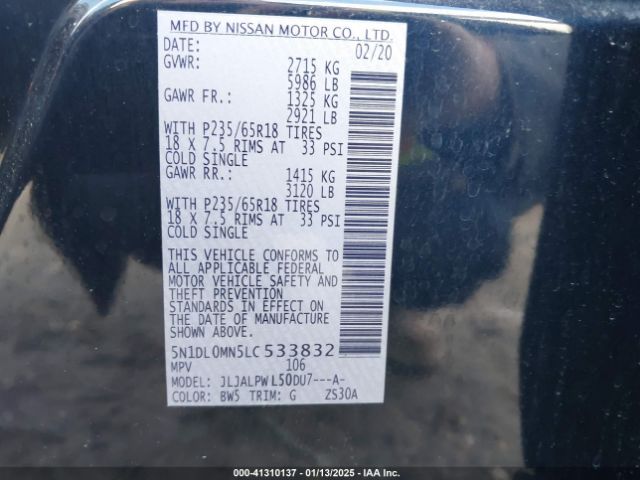 MFD BY NISSAN MOTOR CO., LTD.
DATE: 02/20
GVWR: 2715 KG
5986 LB
GAWR FR.: 1325 KG
2921 LB
WITH P235/65R18 TIRES
18 X 7.5 RIMS AT 33 PSI
COLD SINGLE
GAWR RR.: 1415 KG
3120 LB
WITH P235/65R18 TIRES
18 X 7.5 RIMS AT 33 PSI
COLD SINGLE
THIS VEHICLE CONFORMS TO
ALL APPLICABLE FEDERAL
MOTOR VEHICLE SAFETY AND
THEFT PREVENTION
STANDARDS IN EFFECT ON
THE DATE OF MANUFACTURE
SHOWN ABOVE.
5N1DL0MN5LC533832
MPV 106
MODEL: JLJALPWL50DU7---A-
COLOR: BW5 TRIM: G ZS30A
000-41310137 - 01/13/2025 - IAA Inc.